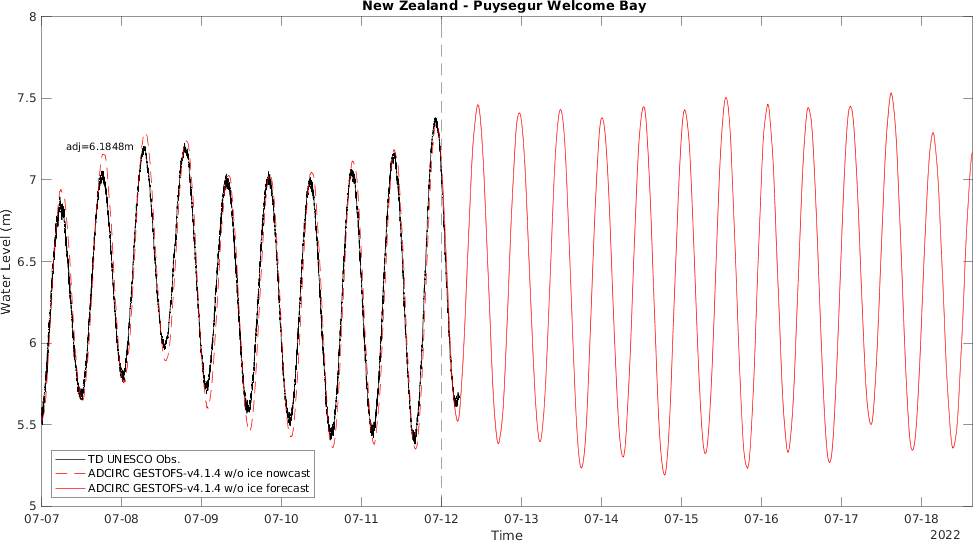 New Zealand - Puysegur Welcome Bay
8
7.5
7
6.5
6
5.5
5
Water Level (m)
adj=6.1848m
TD UNESCO Obs.
ADCIRC GESTOFS-v4.1.4 w/o ice nowcast
ADCIRC GESTOFS-v4.1.4 w/o ice forecast
07-07 07-08 07-09 07-10 07-11 07-12 07-13 07-14 07-15 07-16 07-17 07-18
Time
2022